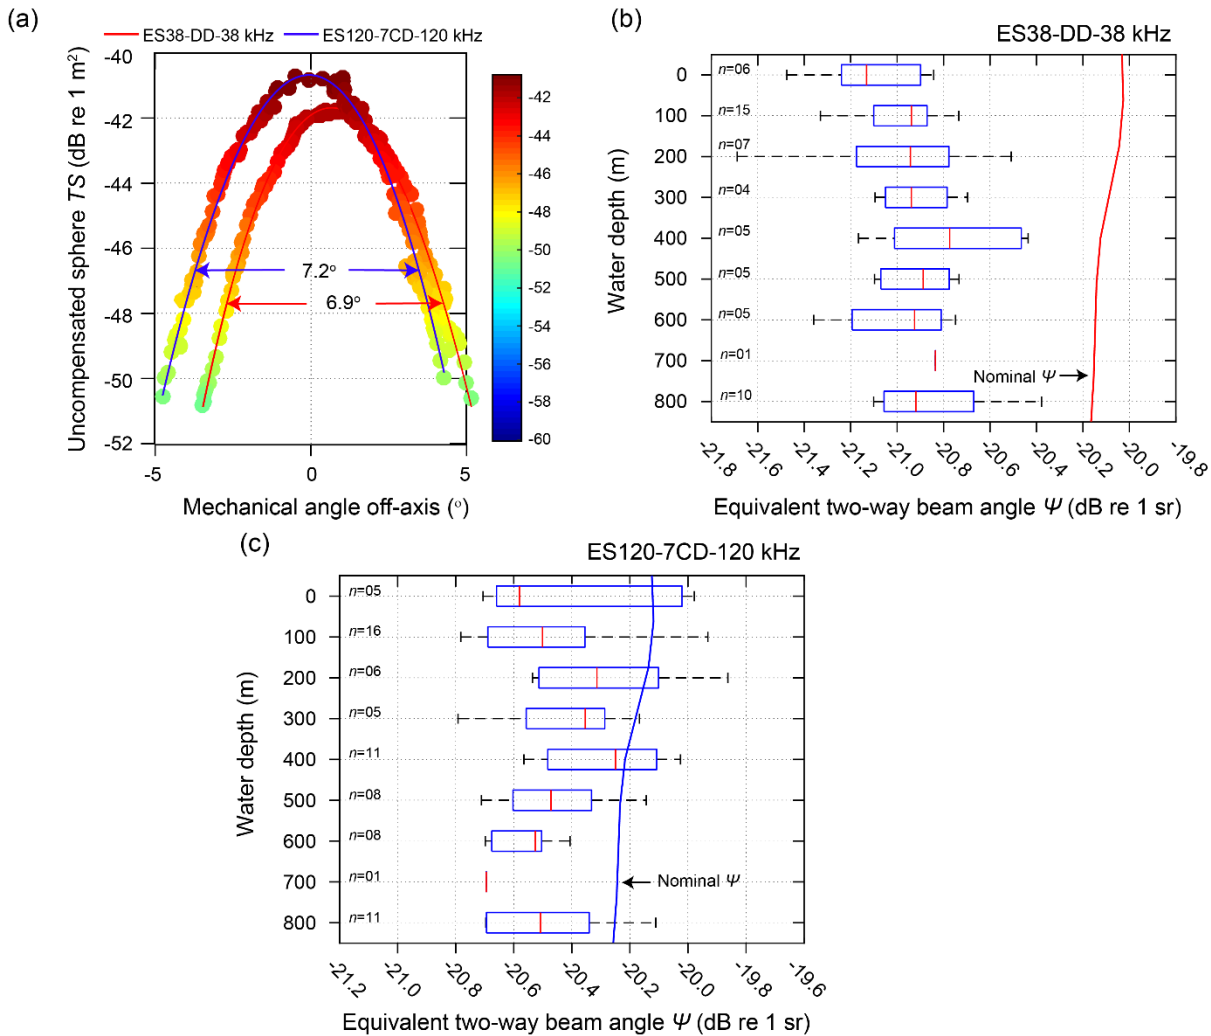 (a)
ES38-DD-38 kHz ES120-7CD-120 kHz
Uncompensated sphere TS (dB re 1 m²)
-40
-42
-44
-46
-48
-50
-52
7.2°
6.9°
-5 0 5
Mechanical angle off-axis (°)
-42
-44
-46
-48
-50
-52
-54
-56
-58
-60
(b)
ES38-DD-38 kHz
Water depth (m)
0 n=06
100 n=15
200 n=07
300 n=04
400 n=05
500 n=05
600 n=05
700 n=01
Nominal Ψ
800 n=10
-21.8 -21.6 -21.4 -21.2 -21.0 -20.8 -20.6 -20.4 -20.2 -20.0 -19.8
Equivalent two-way beam angle Ψ (dB re 1 sr)
(c)
ES120-7CD-120 kHz
Water depth (m)
0 n=05
100 n=16
200 n=06
300 n=05
400 n=11
500 n=08
600 n=08
700 n=01 Nominal Ψ
800 n=11
-21.2 -21.0 -20.8 -20.6 -20.4 -20.2 -20.0 -19.8 -19.6
Equivalent two-way beam angle Ψ (dB re 1 sr)